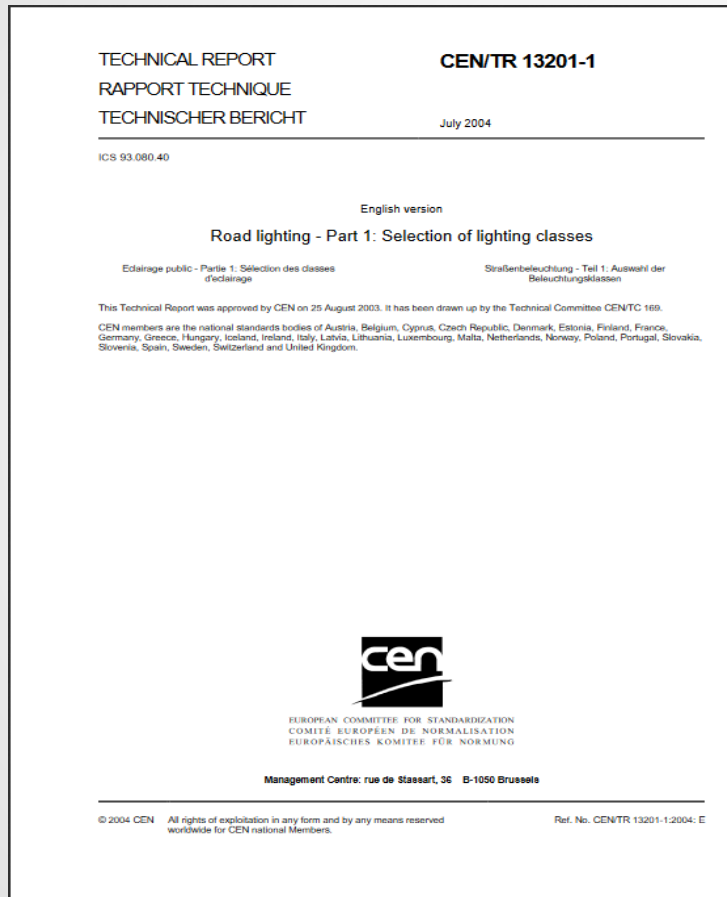 TECHNICAL REPORT
RAPPORT TECHNIQUE
TECHNISCHER BERICHT
CEN/TR 13201-1
July 2004
ICS 93.080.40
English version
Road lighting - Part 1: Selection of lighting classes
Eclairage public - Partie 1: Sélection des classes
d'eclairage
Straßenbeleuchtung - Teil 1: Auswahl der
Beleuchtungsklassen
This Technical Report was approved by CEN on 25 August 2003. It has been drawn up by the Technical Committee CEN/TC 169.
CEN members are the national standards bodies of Austria, Belgium, Cyprus, Czech Republic, Denmark, Estonia, Finland, France,
Germany, Greece, Hungary, Iceland, Ireland, Italy, Latvia, Lithuania, Luxembourg, Malta, Netherlands, Norway, Poland, Portugal, Slovakia,
Slovenia, Spain, Sweden, Switzerland and United Kingdom.
cen
EUROPEAN COMMITTEE FOR STANDARDIZATION
COMITÉ EUROPÉEN DE NORMALISATION
EUROPÄISCHES KOMITEE FÜR NORMUNG
Management Centre: rue de Stassart, 36 B-1050 Brussels
© 2004 CEN All rights of exploitation in any form and by any means reserved
worldwide for CEN national Members.
Ref. No. CEN/TR 13201-1:2004: E